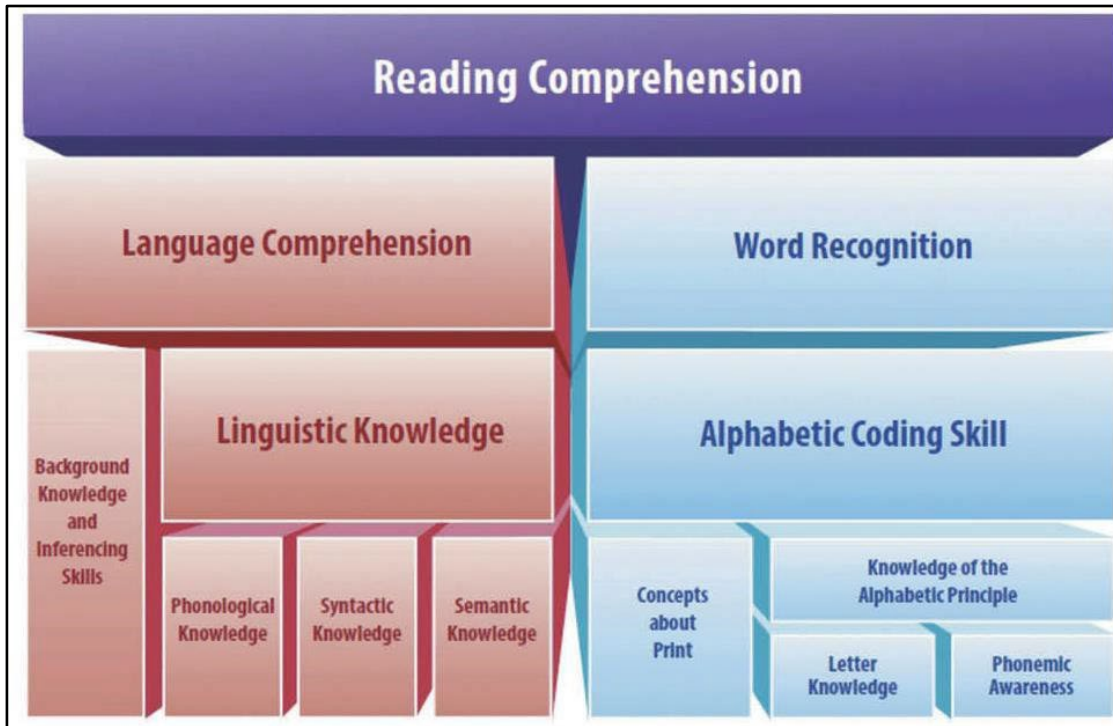 Reading Comprehension
Language Comprehension
Word Recognition
Linguistic Knowledge
Alphabetic Coding Skill
Background
Knowledge
and
Inferencing
Skills
Phonological
Knowledge
Syntactic
Knowledge
Semantic
Knowledge
Concepts
about
Print
Knowledge of the
Alphabetic Principle
Letter
Knowledge
Phonemic
Awareness